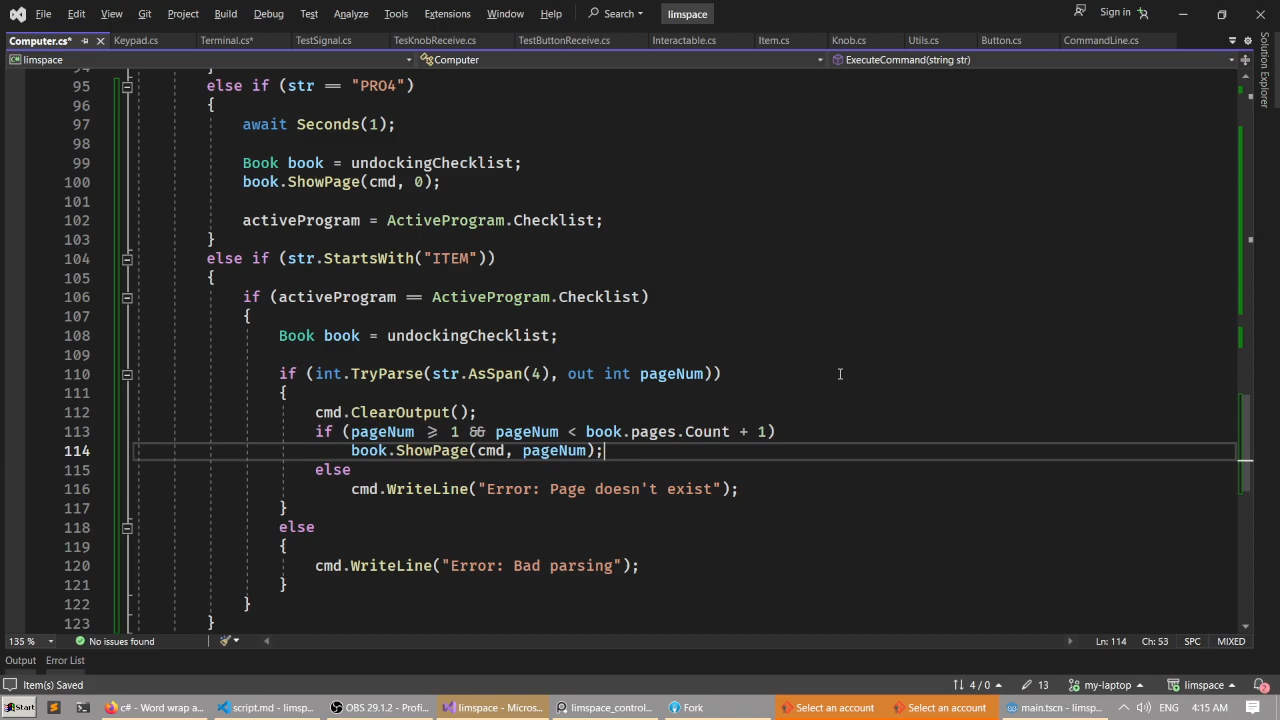 File Edit View Git Project Build Debug Test Analyze Tools Extensions Window Help Search limspace Sign in
Computer.cs* Keypad.cs Terminal.cs* TestSignal.cs TesKnobReceive.cs TestButtonReceive.cs Interactable.cs Item.cs Knob.cs Utils.cs Button.cs CommandLine.cs
limspace Computer ExecuteCommand(string str)
94 }
95 else if (str == "PRO4")
96 {
97 await Seconds(1);
98
99 Book book = undockingChecklist;
100 book.ShowPage(cmd, 0);
101
102 activeProgram = ActiveProgram.Checklist;
103 }
104 else if (str.StartsWith("ITEM"))
105 {
106 if (activeProgram == ActiveProgram.Checklist)
107 {
108 Book book = undockingChecklist;
109
110 if (int.TryParse(str.AsSpan(4), out int pageNum))
111 {
112 cmd.ClearOutput();
113 if (pageNum >= 1 && pageNum < book.pages.Count + 1)
114 book.ShowPage(cmd, pageNum);
115 else
116 cmd.WriteLine("Error: Page doesn't exist");
117 }
118 else
119 {
120 cmd.WriteLine("Error: Bad parsing");
121 }
122 }
123 }
Solution Explorer
135 % No issues found Ln: 114 Ch: 53 SPC MIXED
Output Error List
Item(s) Saved 4 / 0 13 my-laptop limspace 2
Start c# - Word wrap a... script.md - limsp... OBS 29.1.2 - Profi... limspace - Micros... limspace_control... Fork Select an account Select an account main.tscn - limsp... ENG 4:15 AM